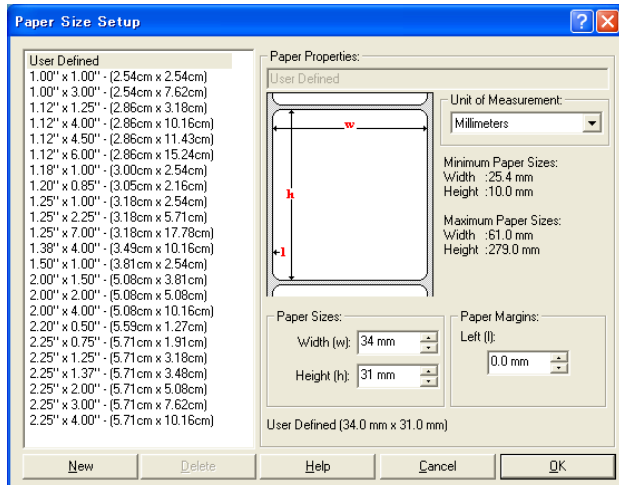 Paper Size Setup
User Defined
1.00" x 1.00" - (2.54cm x 2.54cm)
1.00" x 3.00" - (2.54cm x 7.62cm)
1.12" x 1.25" - (2.86cm x 3.18cm)
1.12" x 4.00" - (2.86cm x 10.16cm)
1.12" x 4.50" - (2.86cm x 11.43cm)
1.12" x 6.00" - (2.86cm x 15.24cm)
1.18" x 1.00" - (3.00cm x 2.54cm)
1.20" x 0.85" - (3.05cm x 2.16cm)
1.25" x 1.00" - (3.18cm x 2.54cm)
1.25" x 2.25" - (3.18cm x 5.71cm)
1.25" x 7.00" - (3.18cm x 17.78cm)
1.38" x 4.00" - (3.49cm x 10.16cm)
1.50" x 1.00" - (3.81cm x 2.54cm)
2.00" x 1.50" - (5.08cm x 3.81cm)
2.00" x 2.00" - (5.08cm x 5.08cm)
2.00" x 4.00" - (5.08cm x 10.16cm)
2.20" x 0.50" - (5.59cm x 1.27cm)
2.25" x 0.75" - (5.71cm x 1.91cm)
2.25" x 1.25" - (5.71cm x 3.18cm)
2.25" x 1.37" - (5.71cm x 3.48cm)
2.25" x 2.00" - (5.71cm x 5.08cm)
2.25" x 3.00" - (5.71cm x 7.62cm)
2.25" x 4.00" - (5.71cm x 10.16cm)
Paper Properties:
User Defined
w
h
l
Unit of Measurement:
Millimeters
Minimum Paper Sizes:
Width :25.4 mm
Height :10.0 mm
Maximum Paper Sizes:
Width :61.0 mm
Height :279.0 mm
Paper Sizes:
Width (w): 34 mm
Height (h): 31 mm
Paper Margins:
Left (l):
0.0 mm
User Defined (34.0 mm x 31.0 mm)
New Delete Help Cancel OK